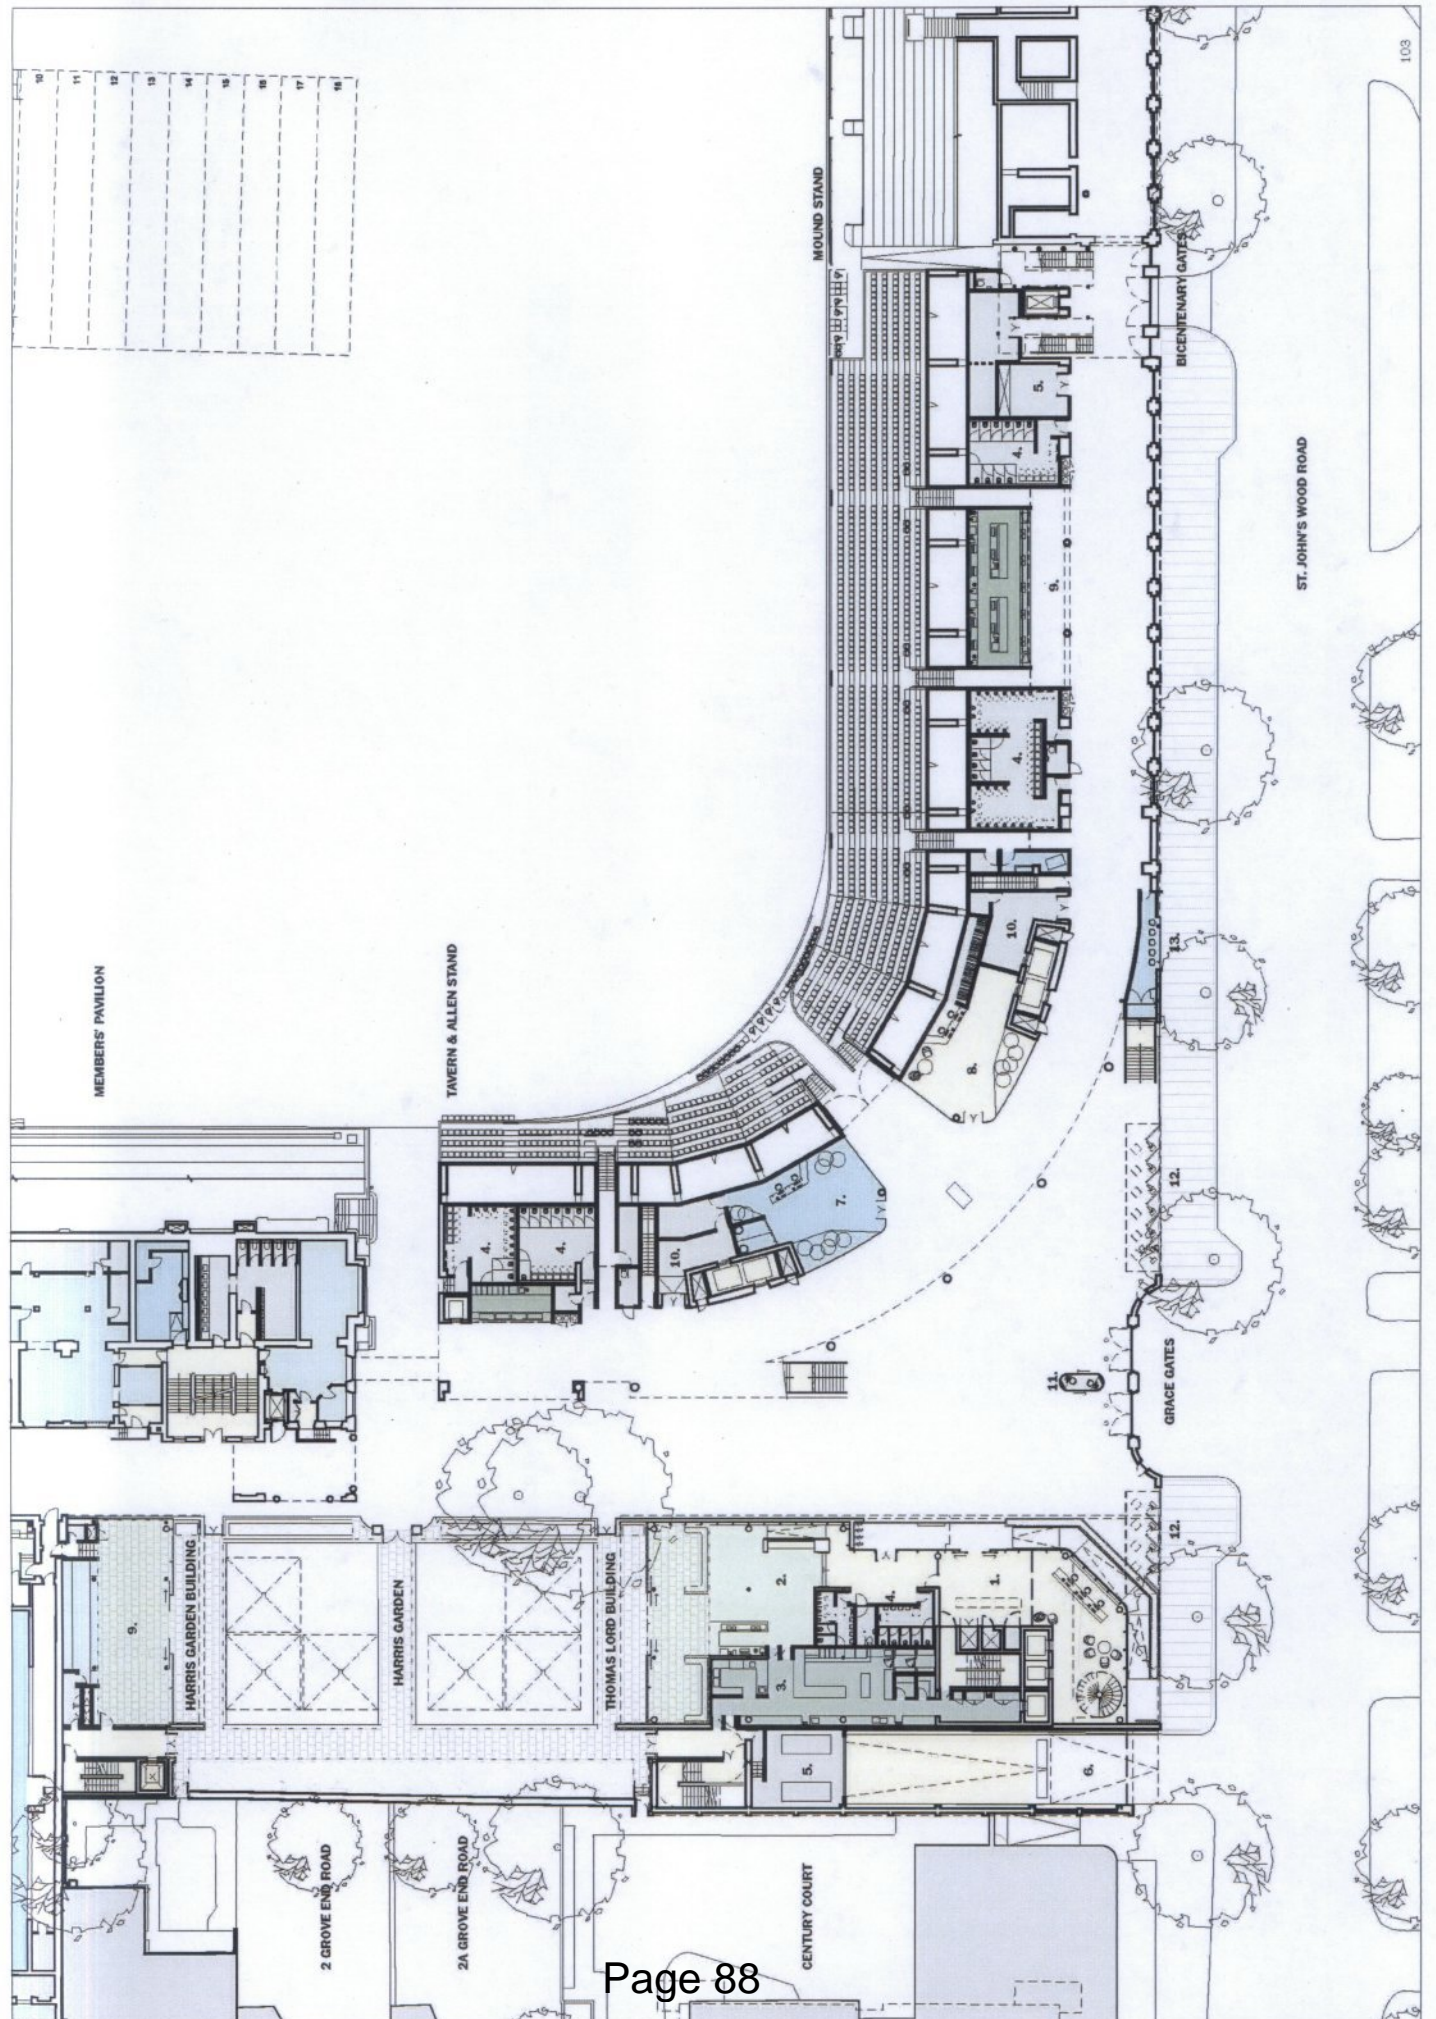 10
11
12
13
14
15
16
17
18
103
MOUND STAND
BICENTENARY GATES
5.
4.
ST. JOHN'S WOOD ROAD
9.
4.
10.
13.
MEMBERS' PAVILION
TAVERN & ALLEN STAND
8.
12.
7.
4.
4.
10.
11.
GRACE GATES
12.
9.
HARRIS GARDEN BUILDING
HARRIS GARDEN
THOMAS LORD BUILDING
2.
4.
1.
3.
5.
6.
2 GROVE END ROAD
2A GROVE END ROAD
CENTURY COURT
Page 88